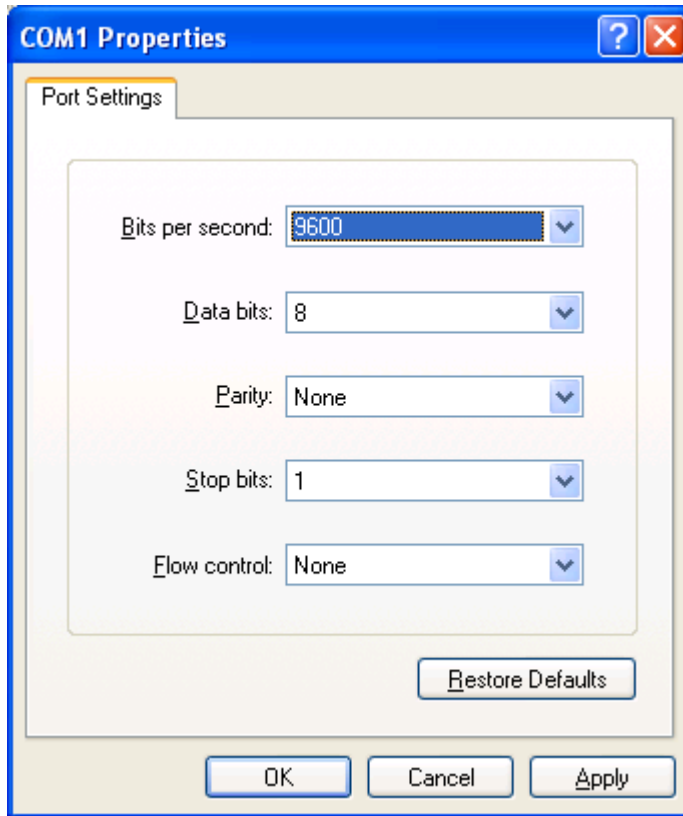 COM1 Properties
Port Settings
Bits per second: 9600
Data bits: 8
Parity: None
Stop bits: 1
Flow control: None
Restore Defaults
OK Cancel Apply